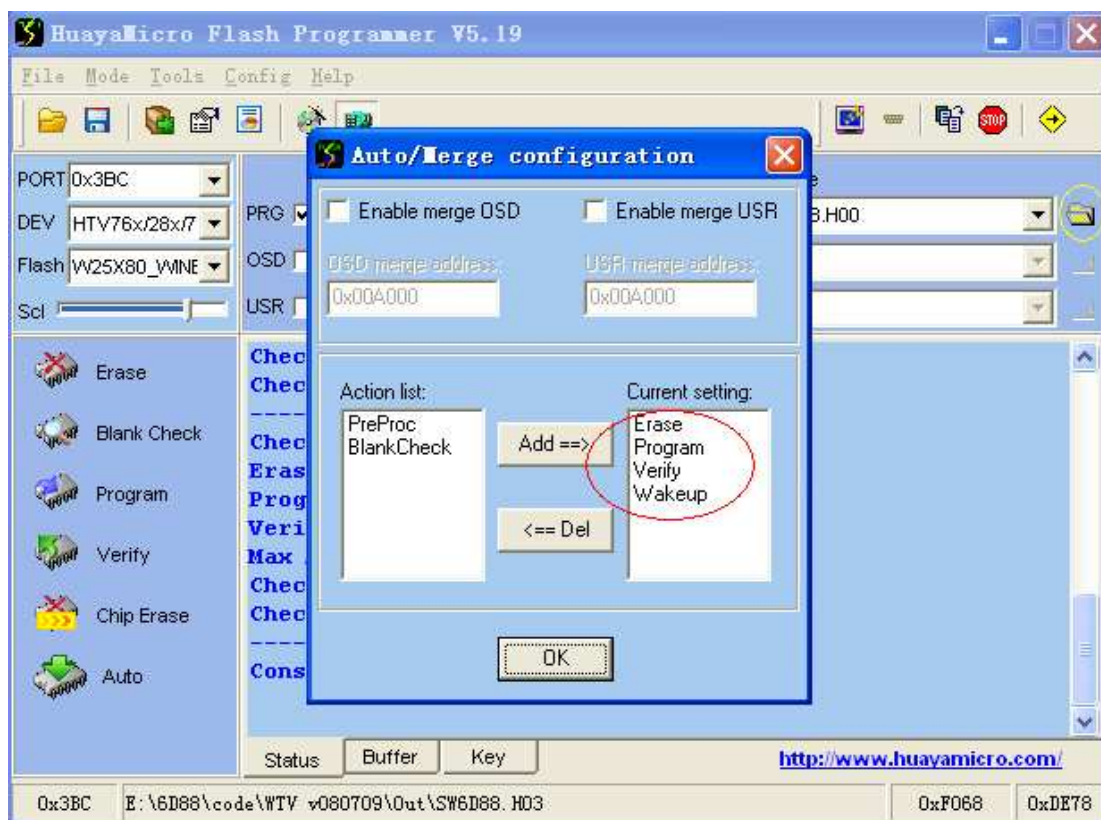 HuayaMicro Flash Programmer V5.19
File Mode Tools Config Help
STOP
Auto/Merge configuration
PORT 0x3BC
DEV HTV76x/28x/7
Flash W25X80_WINE
Scl
PRG
OSD
USR
.H00
Enable merge OSD
Enable merge USR
OSD merge address:
USR merge address:
0x00A000
0x00A000
Erase
Blank Check
Program
Verify
Chip Erase
Auto
Chec
Chec
Chec
Eras
Prog
Veri
Max
Chec
Chec
Cons
Action list:
PreProc
BlankCheck
Add ==>
<== Del
Current setting:
Erase
Program
Verify
Wakeup
OK
Status Buffer Key
http://www.huayamicro.com/
0x3BC E:\6D88\code\WTV v080709\Out\SW6D88.H03 0xF068 0xDE78